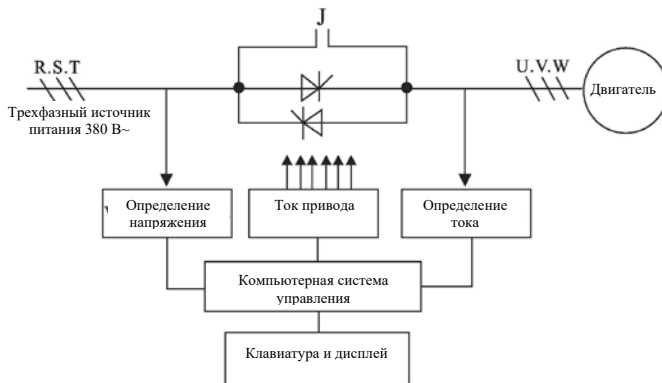 J
R.S.T
U.V.W
Трехфазный источник
питания 380 В~
Двигатель
Определение
напряжения
Ток привода
Определение
тока
Компьютерная система
управления
Клавиатура и дисплей